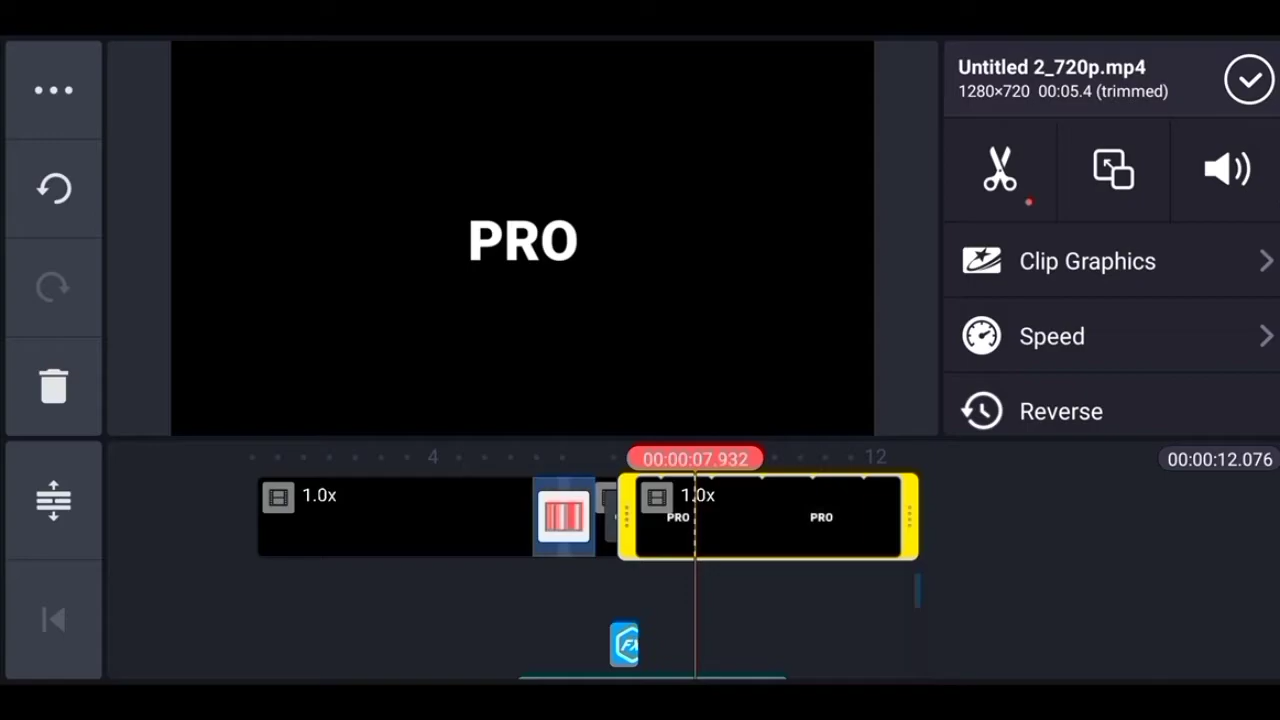 Untitled 2_720p.mp4
1280×720 00:05.4 (trimmed)
PRO
Clip Graphics
Speed
Reverse
4
00:00:07.932
12
00:00:12.076
1.0x
1.0x
PRO
PRO
FX